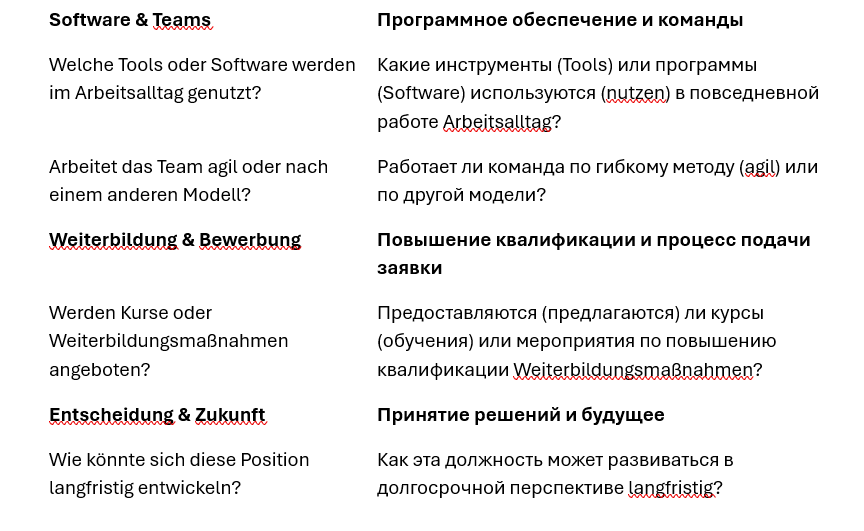 Software & Teams
Программное обеспечение и команды
Welche Tools oder Software werden
im Arbeitsalltag genutzt?
Какие инструменты (Tools) или программы
(Software) используются (nutzen) в повседневной
работе Arbeitsalltag?
Arbeitet das Team agil oder nach
einem anderen Modell?
Работает ли команда по гибкому методу (agil) или
по другой модели?
Weiterbildung & Bewerbung
Повышение квалификации и процесс подачи
заявки
Werden Kurse oder
Weiterbildungsmaßnahmen
angeboten?
Предоставляются (предлагаются) ли курсы
(обучения) или мероприятия по повышению
квалификации Weiterbildungsmaßnahmen?
Entscheidung & Zukunft
Принятие решений и будущее
Wie könnte sich diese Position
langfristig entwickeln?
Как эта должность может развиваться в
долгосрочной перспективе langfristig?